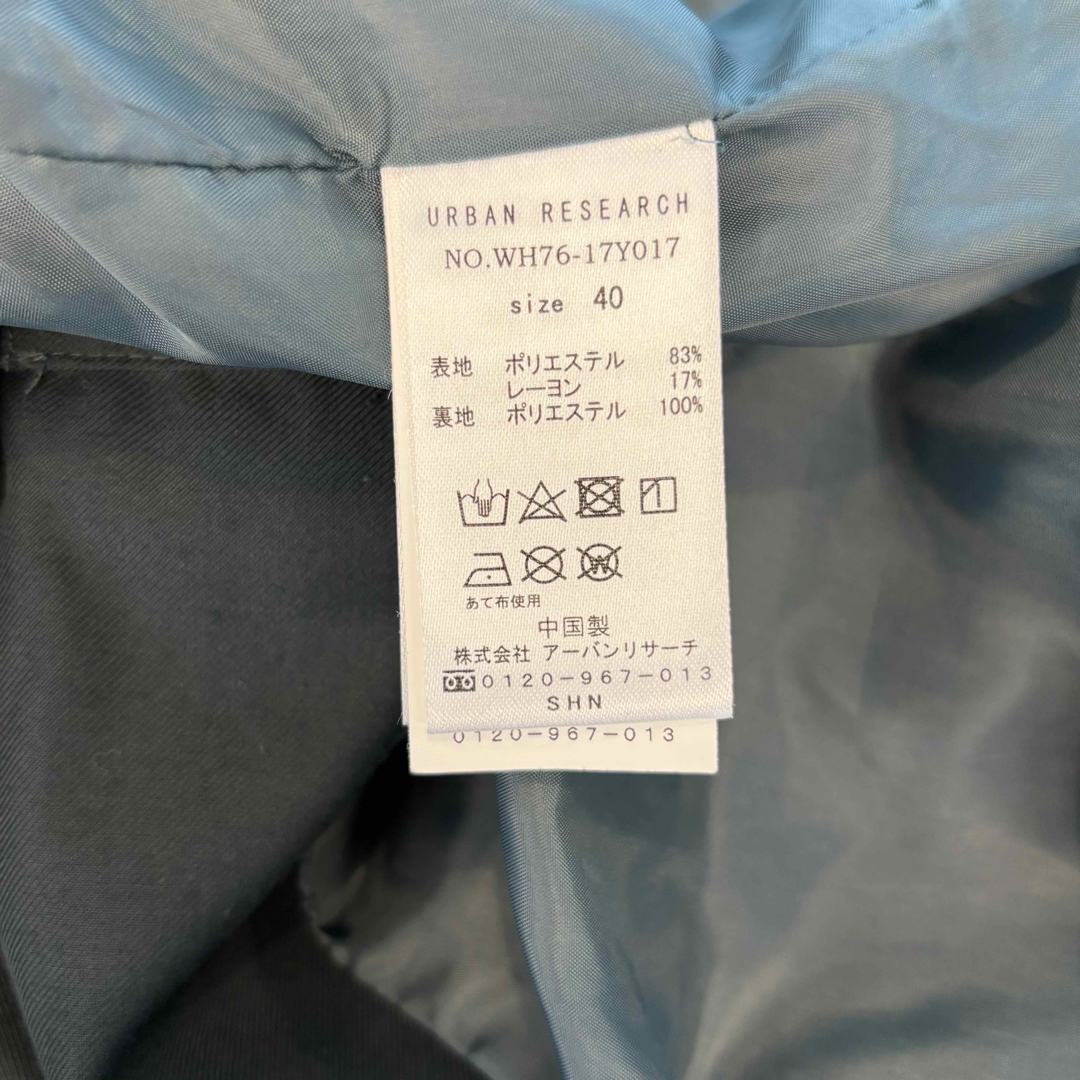 URBAN RESEARCH
NO.WH76-17Y017
size 40
表地 ポリエステル 83%
レーヨン 17%
裏地 ポリエステル 100%
あて布使用
中国製
株式会社 アーバンリサーチ
0120-967-013
SHN
0120-967-013